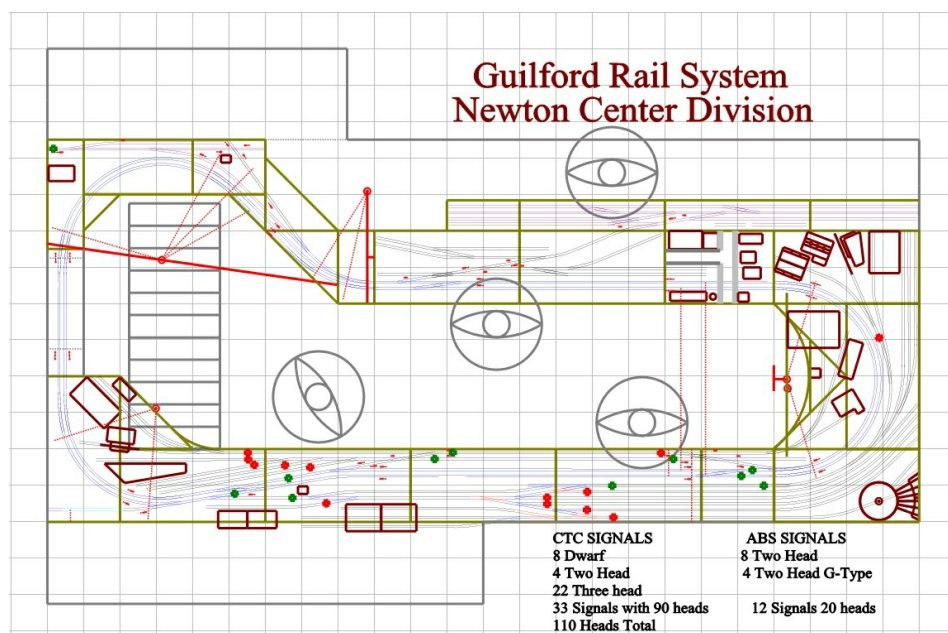 Guilford Rail System
Newton Center Division
CTC SIGNALS
8 Dwarf
4 Two Head
22 Three head
33 Signals with 90 heads
110 Heads Total
ABS SIGNALS
8 Two Head
4 Two Head G-Type
12 Signals 20 heads